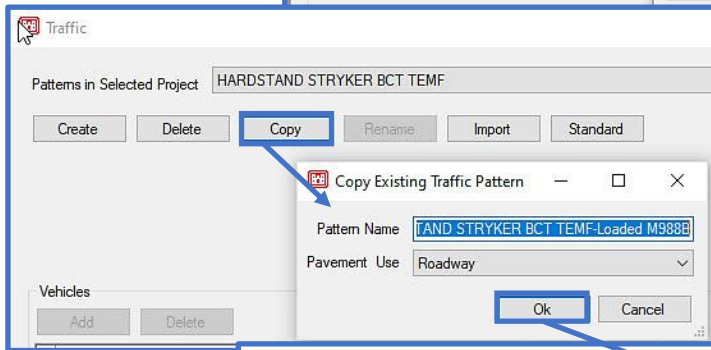 Traffic
Patterns in Selected Project HARDSTAND STRYKER BCT TEMF
Create Delete Copy Rename Import Standard
Copy Existing Traffic Pattern
Pattern Name TAND STRYKER BCT TEMF-Loaded M988B
Pavement Use Roadway
Ok Cancel
Vehicles
Add Delete